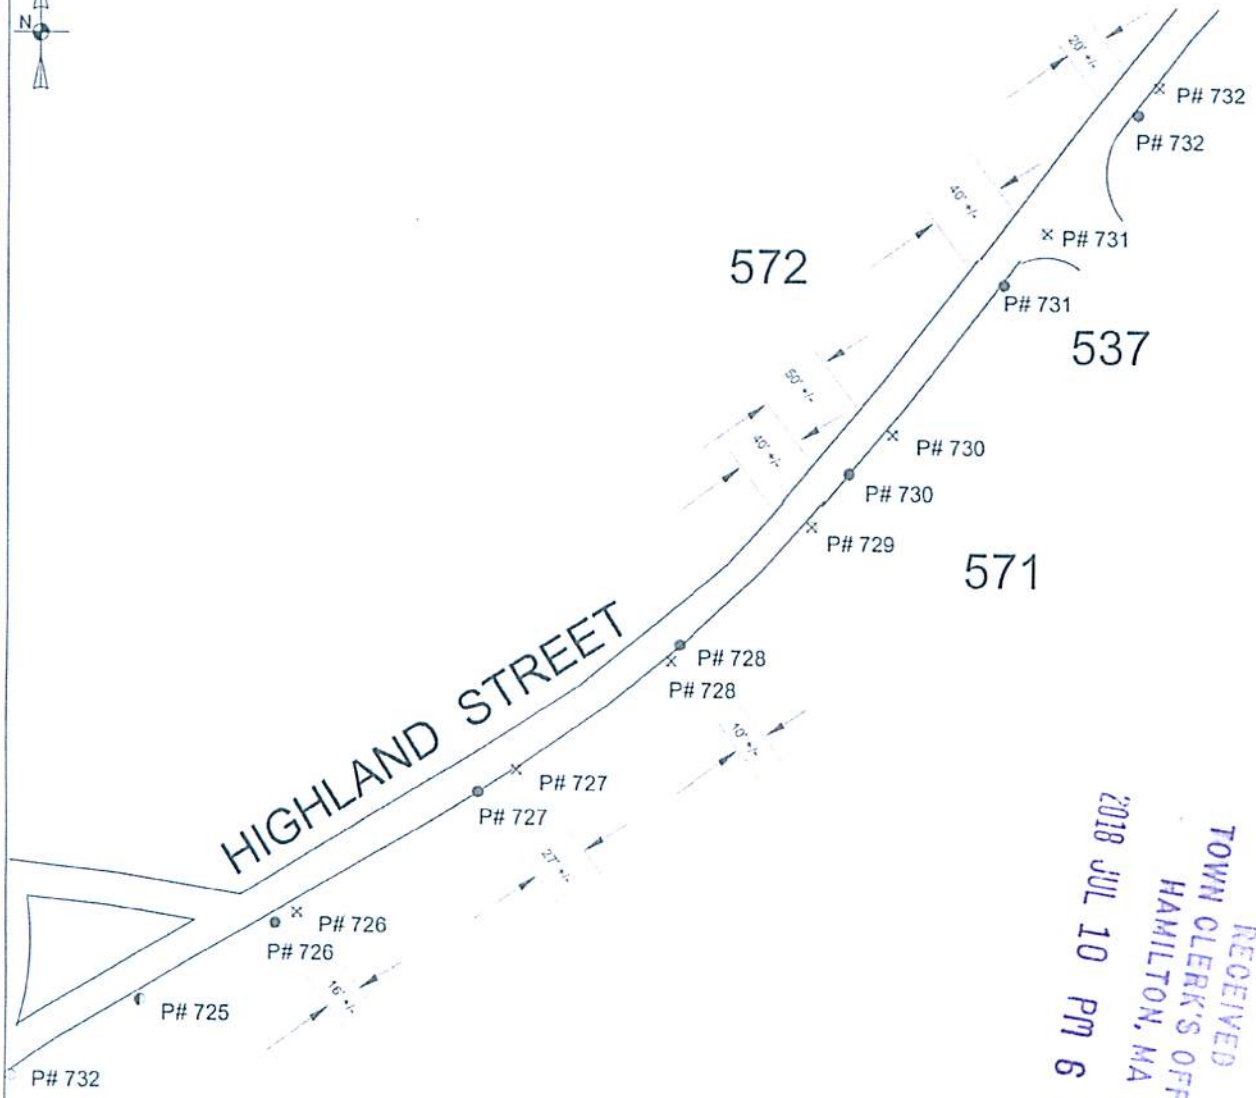 N
20' +/-
P# 732
P# 732
40' +/-
P# 731
572
P# 731
537
50' +/-
40' +/-
P# 730
P# 730
P# 729
571
HIGHLAND STREET
P# 728
P# 728
10' +/-
P# 727
P# 727
27' +/-
P# 726
P# 726
16' +/-
P# 725
P# 732
RECEIVED
TOWN CLERK'S OFF
HAMILTON, MA
2018 JUL 10 PM 6